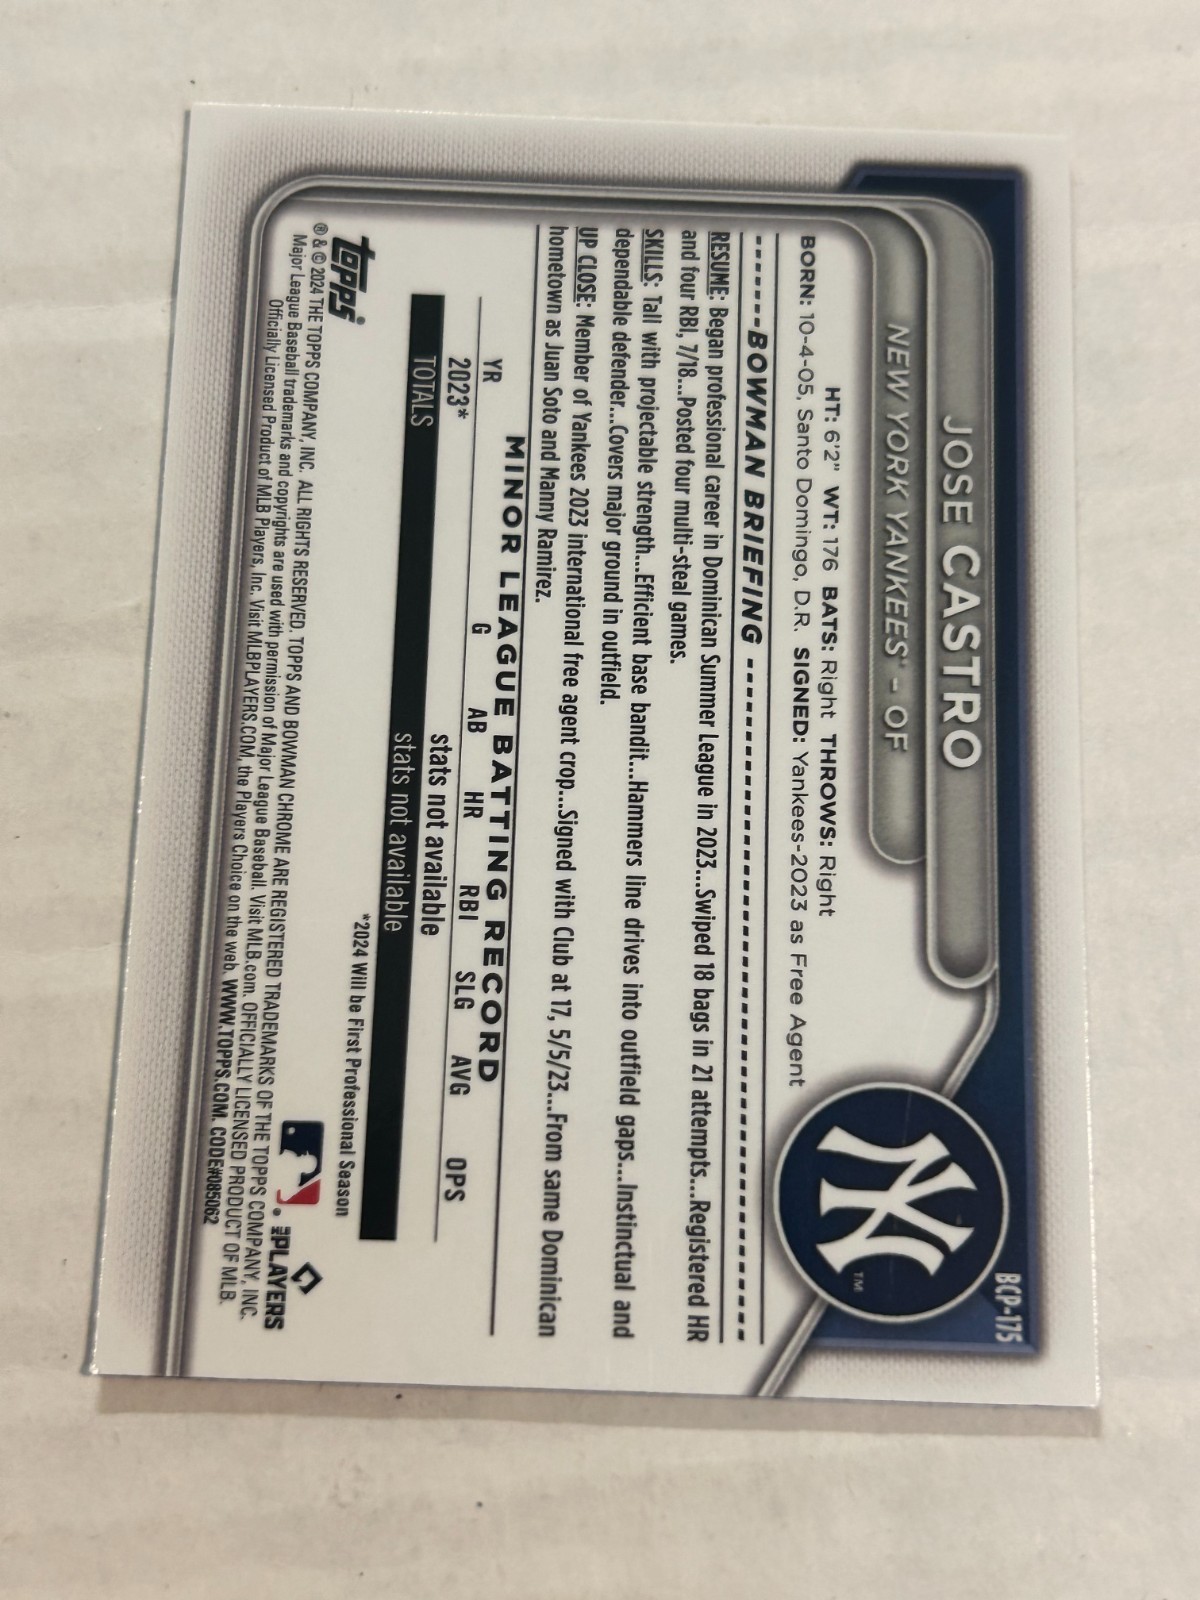 BCP-175
JOSE CASTRO
NEW YORK YANKEES™ - OF
HT: 6'2" WT: 176 BATS: Right THROWS: Right
BORN: 10-4-05, Santo Domingo, D.R. SIGNED: Yankees-2023 as Free Agent
BOWMAN BRIEFING
RESUME: Began professional career in Dominican Summer League in 2023...Swiped 18 bags in 21 attempts...Registered HR
and four RBI, 7/18...Posted four multi-steal games.
SKILLS: Tall with projectable strength...Efficient base bandit...Hammers line drives into outfield gaps...Instinctual and
dependable defender...Covers major ground in outfield.
UP CLOSE: Member of Yankees 2023 international free agent crop...Signed with Club at 17, 5/5/23...From same Dominican
hometown as Juan Soto and Manny Ramirez.
MINOR LEAGUE BATTING RECORD
YR G AB HR RBI SLG AVG OPS
2023* stats not available
TOTALS stats not available
*2024 Will be First Professional Season
topps®
® & © 2024 THE TOPPS COMPANY, INC. ALL RIGHTS RESERVED. TOPPS AND BOWMAN CHROME ARE REGISTERED TRADEMARKS OF THE TOPPS COMPANY, INC.
Major League Baseball trademarks and copyrights are used with permission of Major League Baseball. Visit MLB.com. OFFICIALLY LICENSED PRODUCT OF MLB.
Officially Licensed Product of MLB Players, Inc. Visit MLBPLAYERS.COM, the Players Choice on the web. WWW.TOPPS.COM. CODE#085062
MLB PLAYERS
NY
TM